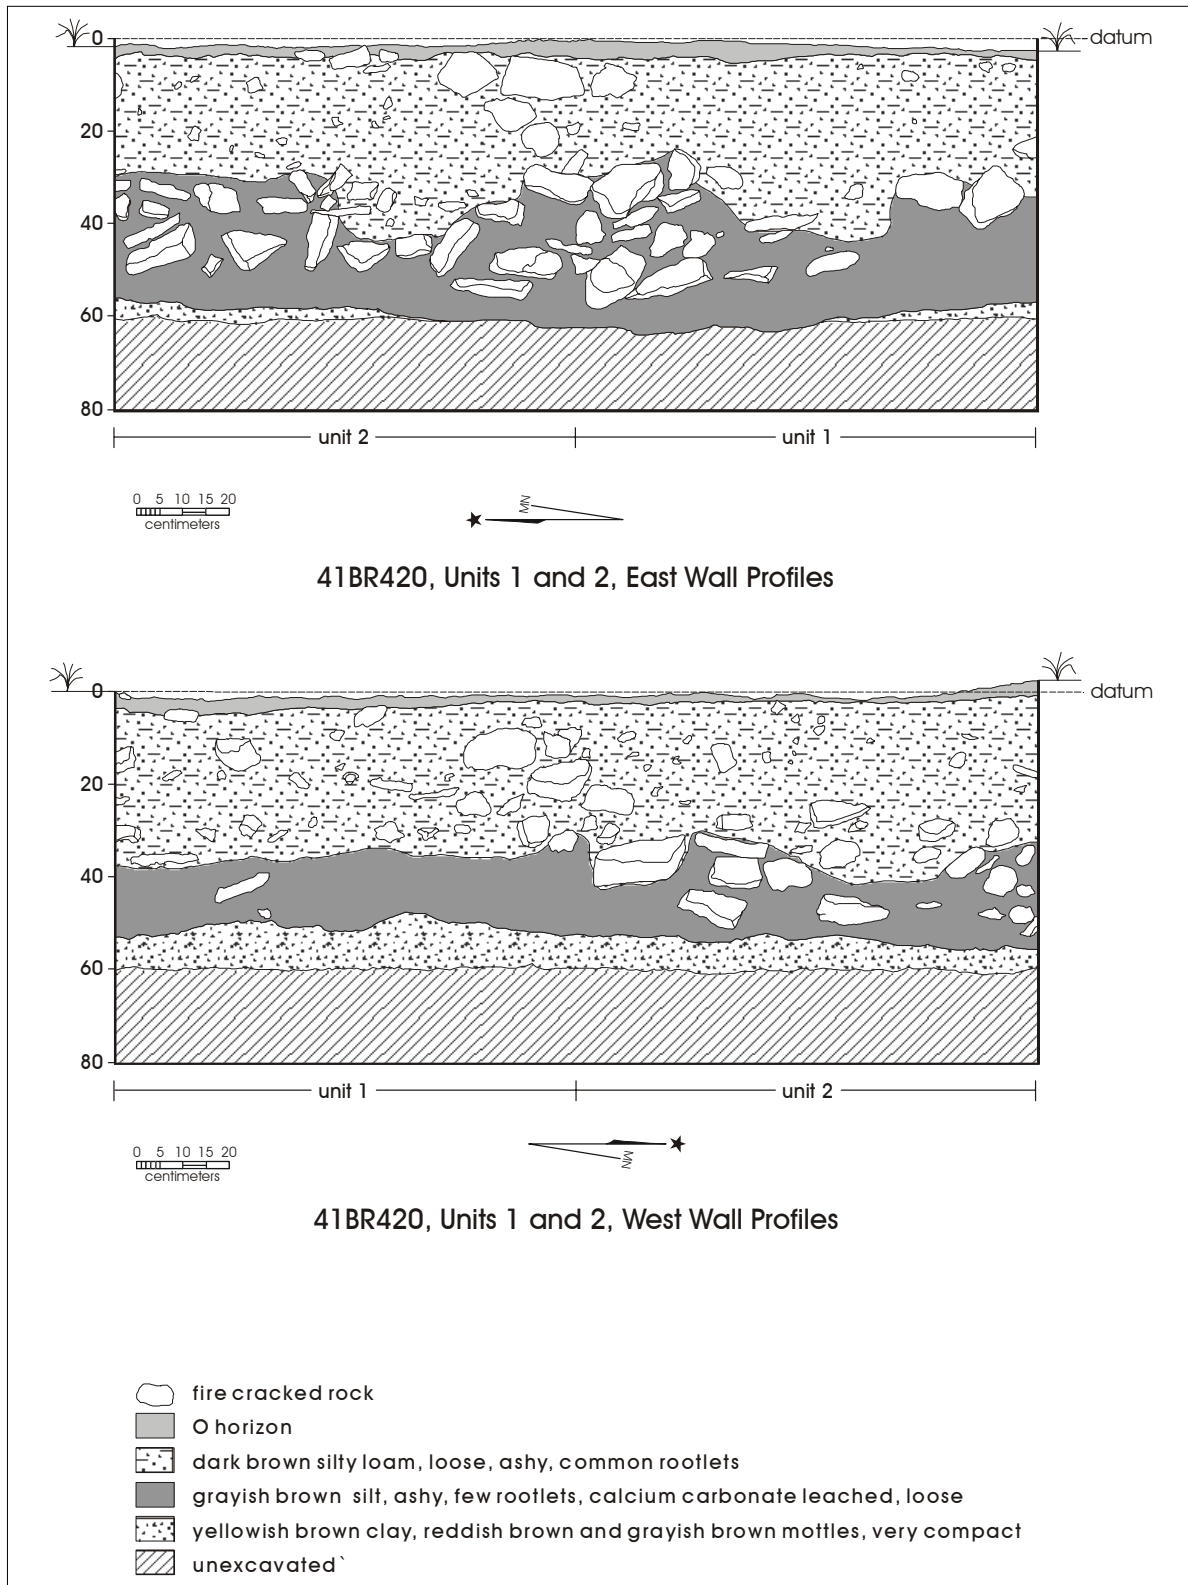 0
datum
20
40
60
80
unit 2
unit 1
0 5 10 15 20
centimeters
MN
41BR420, Units 1 and 2, East Wall Profiles
0
datum
20
40
60
80
unit 1
unit 2
0 5 10 15 20
centimeters
MN
41BR420, Units 1 and 2, West Wall Profiles
fire cracked rock
O horizon
dark brown silty loam, loose, ashy, common rootlets
grayish brown silt, ashy, few rootlets, calcium carbonate leached, loose
yellowish brown clay, reddish brown and grayish brown mottles, very compact
unexcavated`